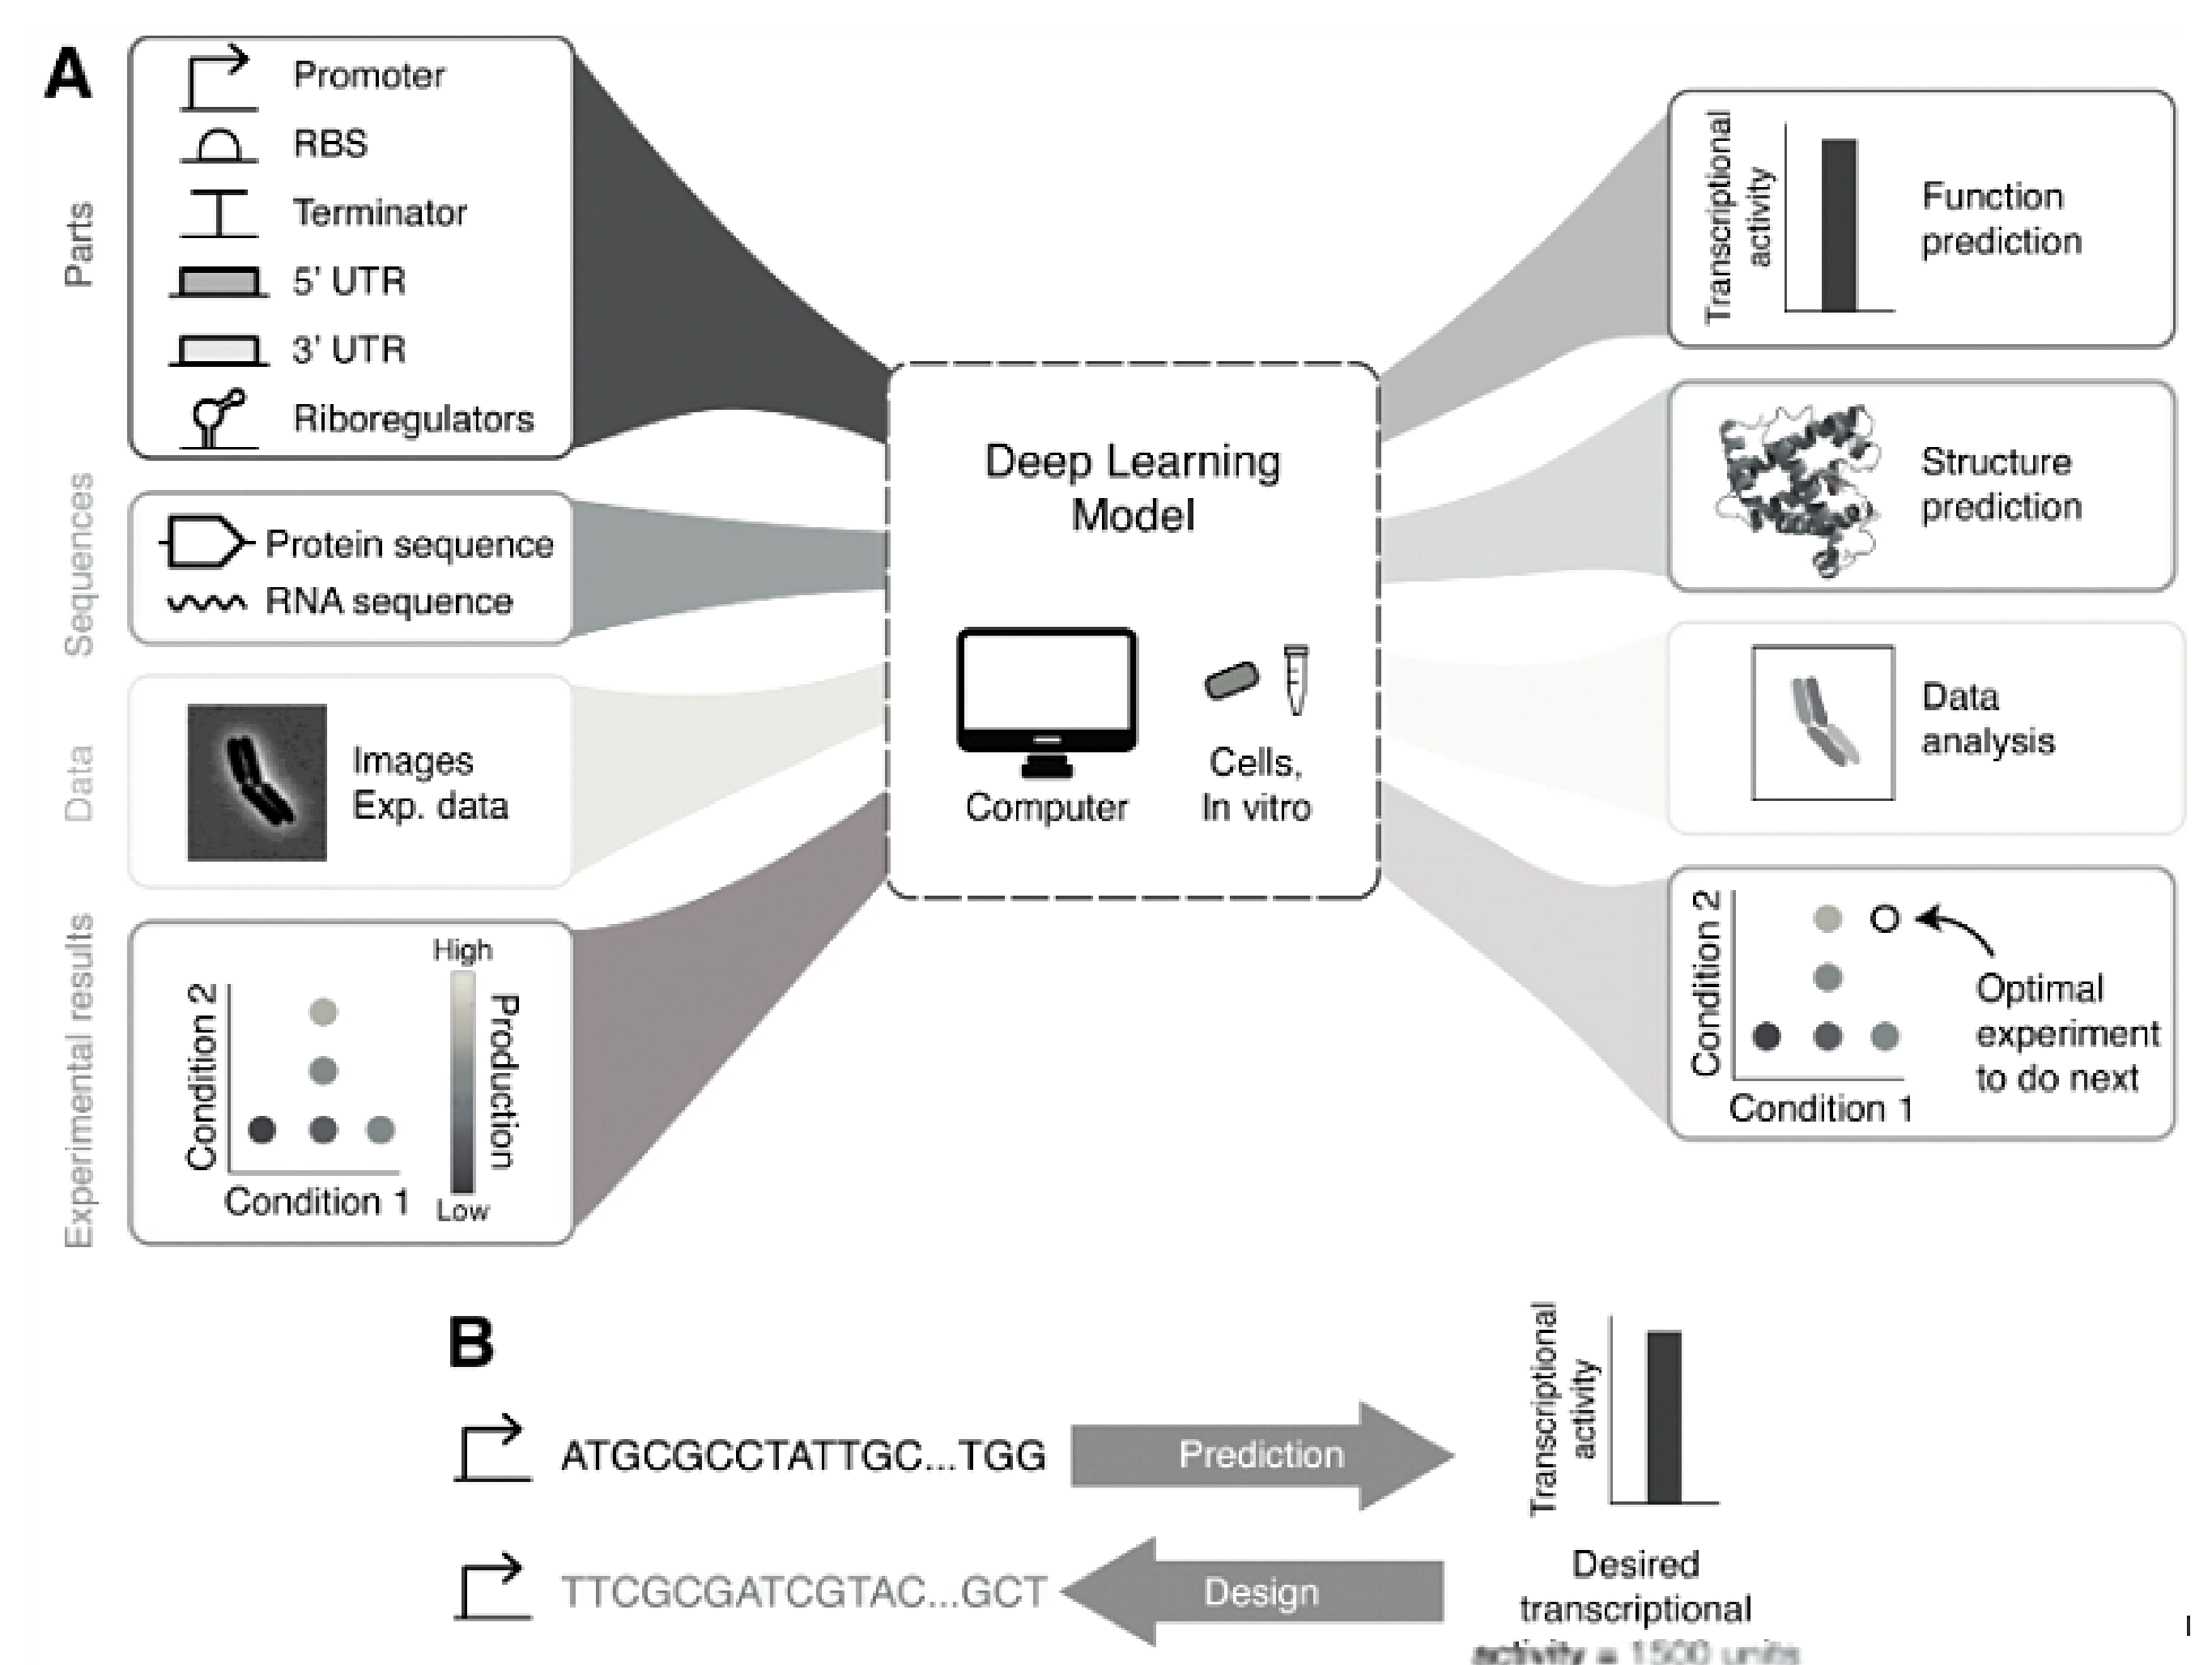 A
Parts
Promoter
RBS
Terminator
5' UTR
3' UTR
Riboregulators
Sequences
Protein sequence
RNA sequence
Data
Images
Exp. data
Experimental results
Condition 2
Condition 1
High
Production
Low
Deep Learning
Model
Computer
Cells,
In vitro
Transcriptional
activity
Function
prediction
Structure
prediction
Data
analysis
Condition 2
Condition 1
Optimal
experiment
to do next
B
ATGCGCCTATTGC...TGG
Prediction
Transcriptional
activity
TTCGCGATCGTAC...GCT
Design
Desired
transcriptional
activity = 1500 units